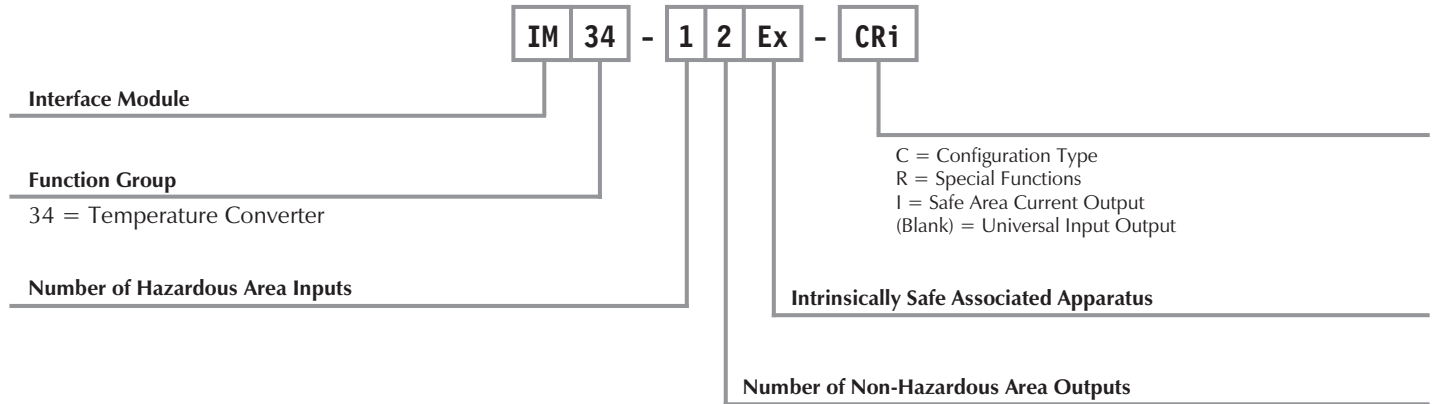 IM 34 - 1 2 Ex - CRi
Interface Module
Function Group
34 = Temperature Converter
Number of Hazardous Area Inputs
C = Configuration Type
R = Special Functions
I = Safe Area Current Output
(Blank) = Universal Input Output
Intrinsically Safe Associated Apparatus
Number of Non-Hazardous Area Outputs